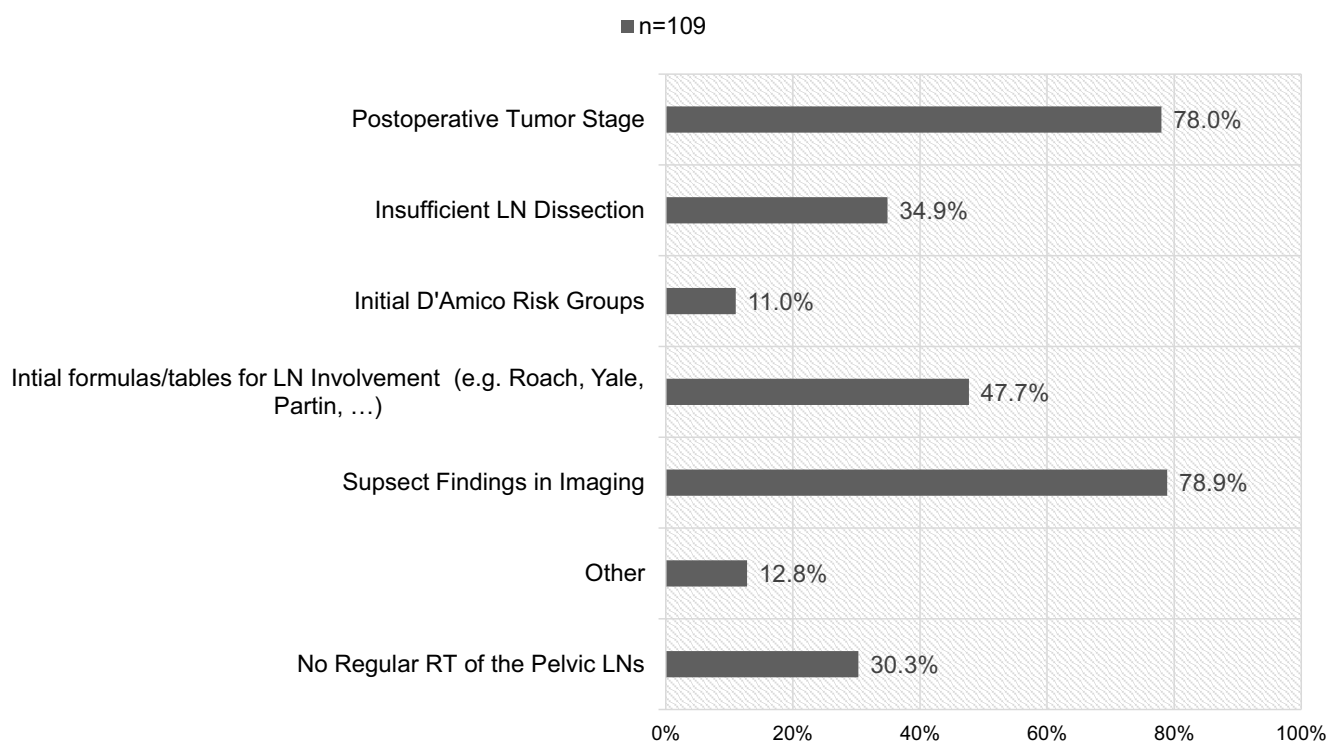 n=109
Postoperative Tumor Stage
78.0%
Insufficient LN Dissection
34.9%
Initial D'Amico Risk Groups
11.0%
Intial formulas/tables for LN Involvement (e.g. Roach, Yale,
Partin, …)
47.7%
Supsect Findings in Imaging
78.9%
Other
12.8%
No Regular RT of the Pelvic LNs
30.3%
0% 20% 40% 60% 80% 100%